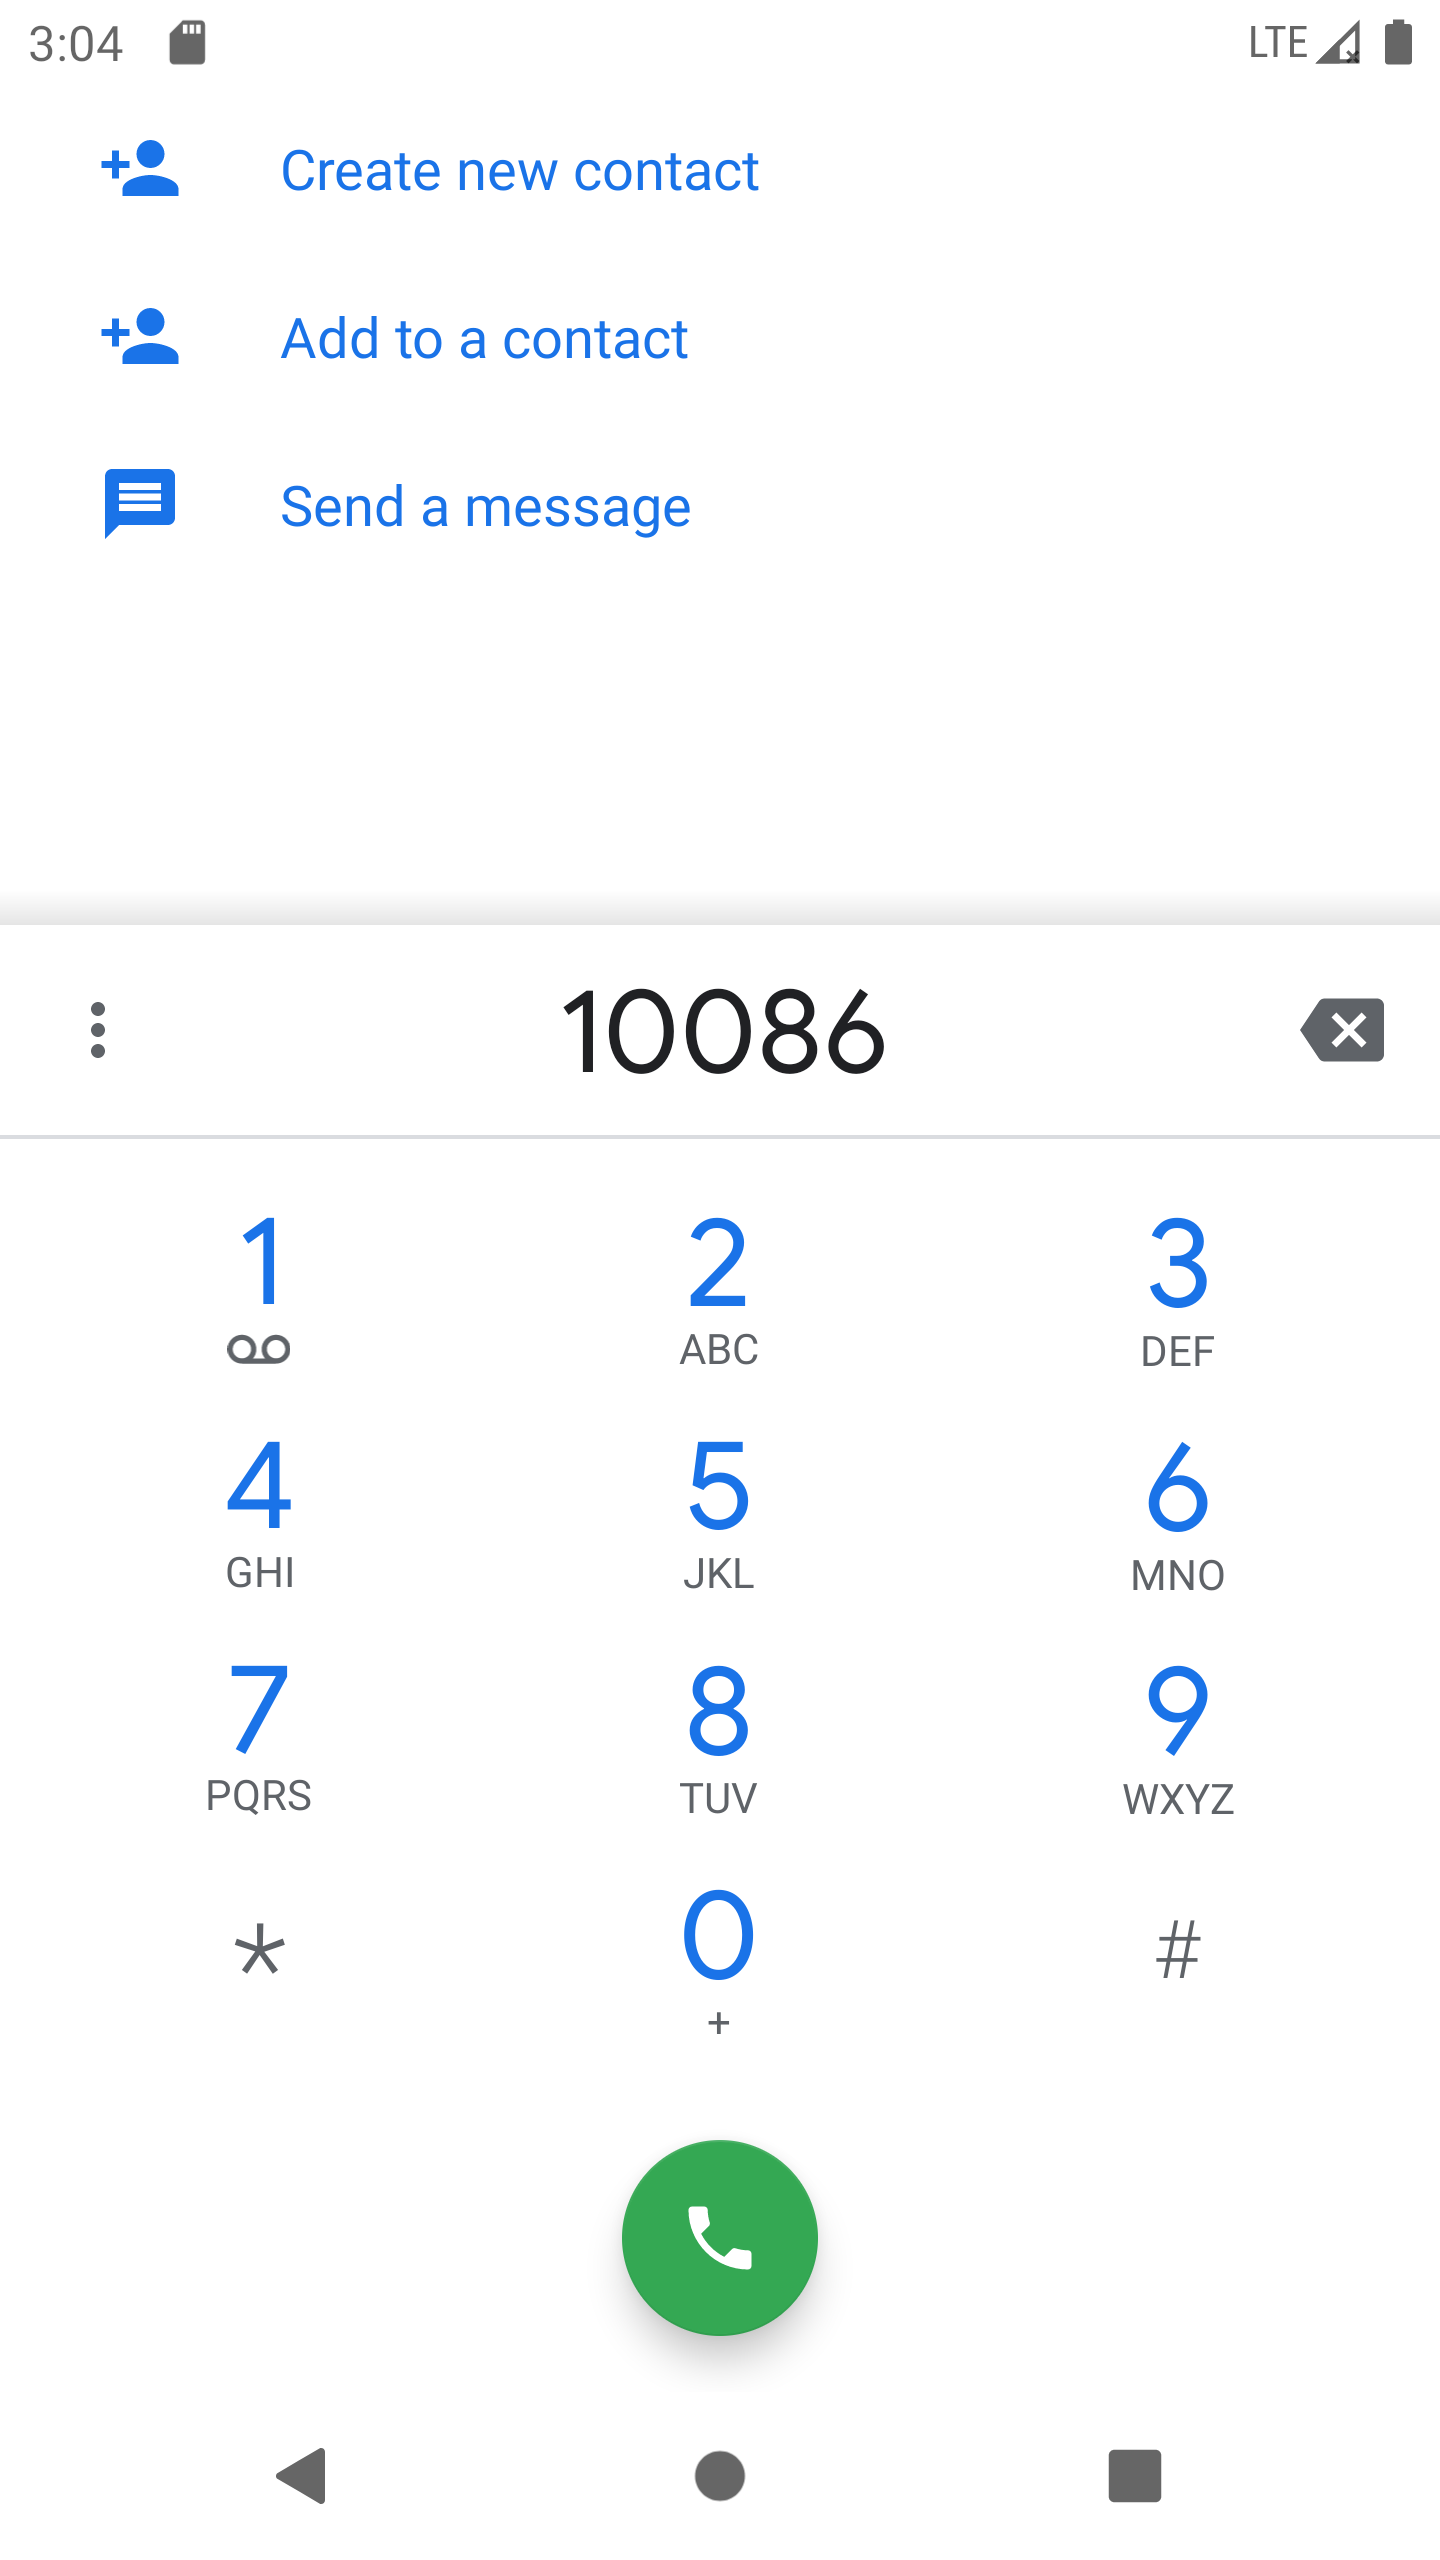 3:04 LTE
Create new contact
Add to a contact
Send a message
10086
1 2 3
ABC DEF
4 5 6
GHI JKL MNO
7 8 9
PQRS TUV WXYZ
* 0 #
+